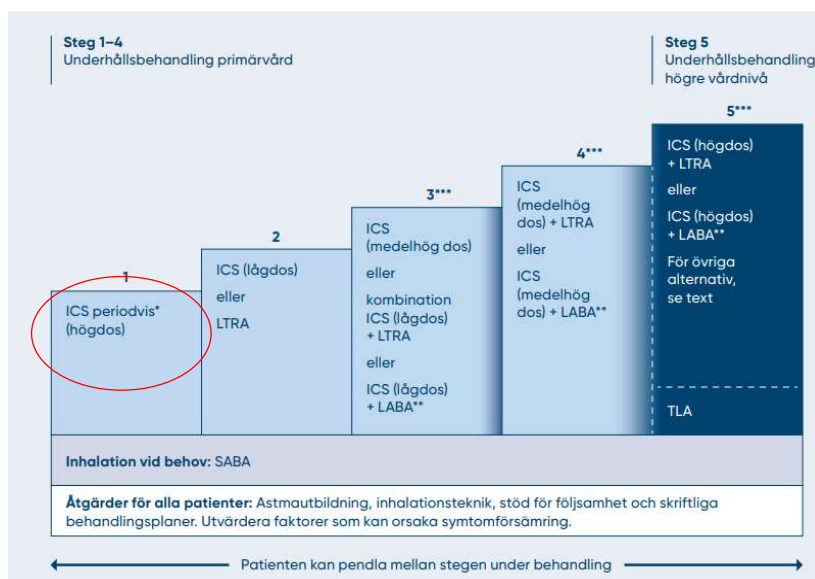 Steg 1–4
Underhållsbehandling primärvård
Steg 5
Underhållsbehandling
högre vårdnivå
1
ICS periodvis*
(högdos)
2
ICS (lågdos)
eller
LTRA
3***
ICS
(medelhög dos)
eller
kombination
ICS (lågdos)
+ LTRA
eller
ICS (lågdos)
+ LABA**
4***
ICS
(medelhög
dos) + LTRA
eller
ICS
(medelhög
dos) + LABA**
5***
ICS (högdos)
+ LTRA
eller
ICS (högdos)
+ LABA**
För övriga
alternativ,
se text
TLA
Inhalation vid behov: SABA
Åtgärder för alla patienter: Astmautbildning, inhalationsteknik, stöd för följsamhet och skriftliga
behandlingsplaner. Utvärdera faktorer som kan orsaka symtomförsämring.
Patienten kan pendla mellan stegen under behandling